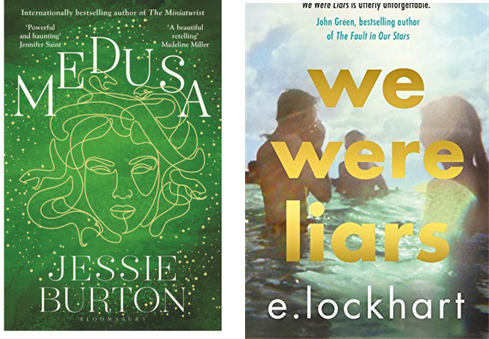 Internationally bestselling author of The Miniaturist
'Powerful
and haunting'
Jennifer Saint
'A beautiful
retelling'
Madeline Miller
MEDUSA
JESSIE
BURTON
BLOOMSBURY
We Were Liars is utterly unforgettable.
John Green, bestselling author
of The Fault in Our Stars
we
were
liars
e.lockhart